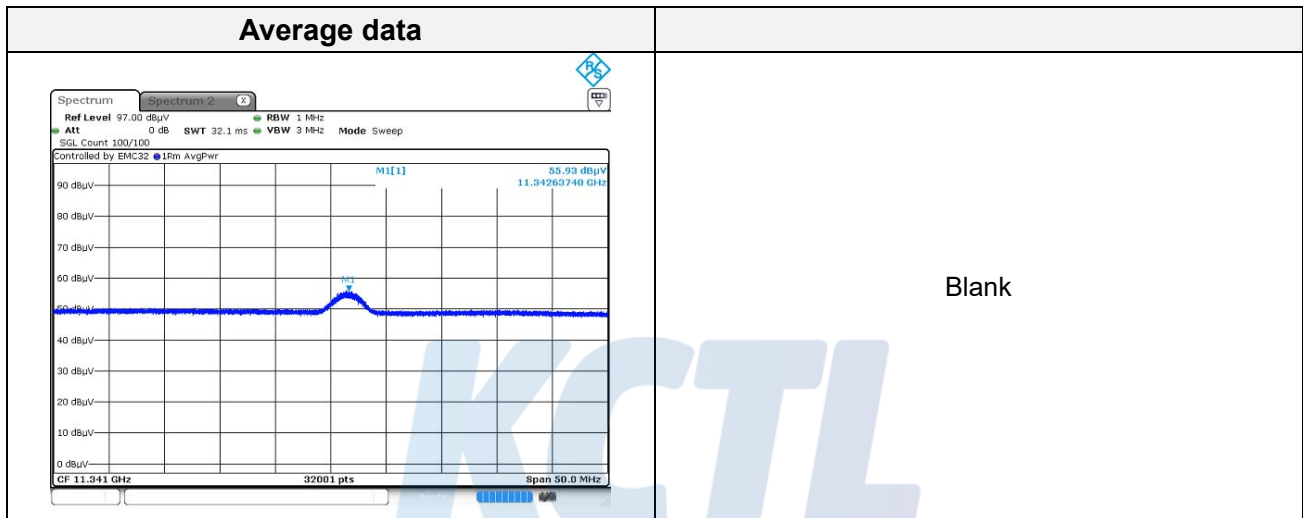 Average data
R&S
Spectrum Spectrum 2 X
Ref Level 97.00 dBµV RBW 1 MHz
Att 0 dB SWT 32.1 ms VBW 3 MHz Mode Sweep
SGL Count 100/100
Controlled by EMC32 1Rm AvgPwr
M1[1] 55.93 dBµV
11.34263740 GHz
90 dBµV
80 dBµV
70 dBµV
60 dBµV
M1
50 dBµV
40 dBµV
30 dBµV
20 dBµV
10 dBµV
0 dBµV
CF 11.341 GHz 32001 pts Span 50.0 MHz
Blank
KCTL